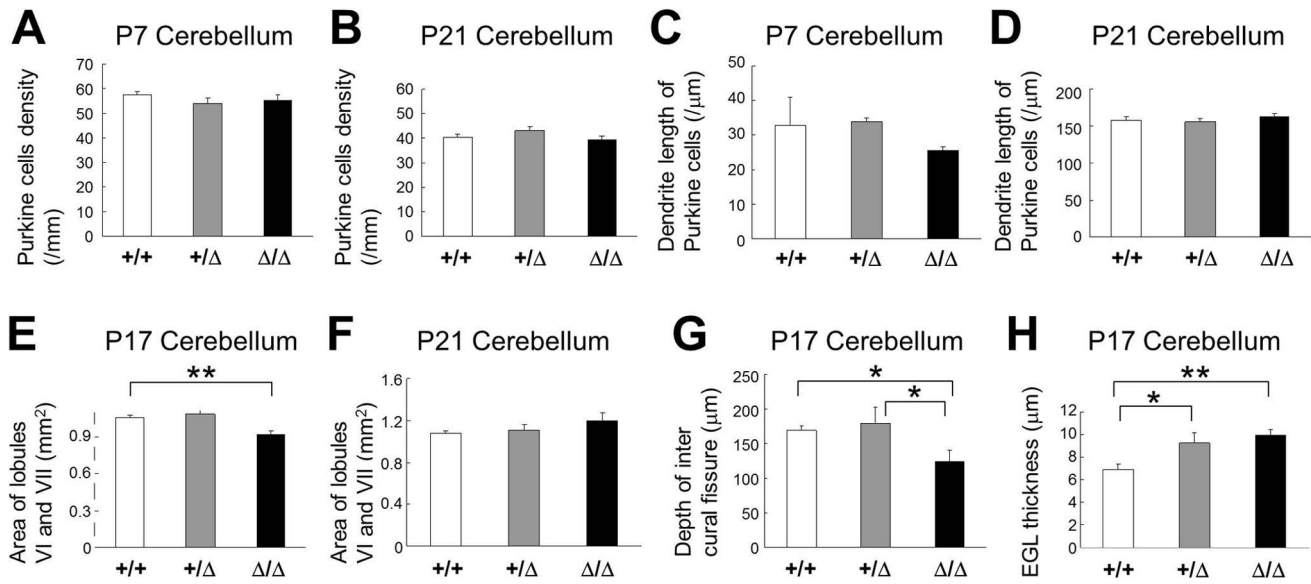 A
P7 Cerebellum
Purkine cells density
(/mm)
70
60
50
40
30
20
10
0
+/+ +/Δ Δ/Δ
B
P21 Cerebellum
Purkine cells density
(/mm)
60
50
40
30
20
10
0
+/+ +/Δ Δ/Δ
C
P7 Cerebellum
Dendrite length of
Purkine cells (/μm)
50
40
30
20
10
0
+/+ +/Δ Δ/Δ
D
P21 Cerebellum
Dendrite length of
Purkine cells (/μm)
200
150
100
50
0
+/+ +/Δ Δ/Δ
E
P17 Cerebellum
**
Area of lobules
VI and VII (mm²)
0.9
0.6
0.3
0
+/+ +/Δ Δ/Δ
F
P21 Cerebellum
Area of lobules
VI and VII (mm²)
1.6
1.2
0.8
0.4
0
+/+ +/Δ Δ/Δ
G
P17 Cerebellum
*
*
Depth of inter
cural fissure (μm)
250
200
150
100
50
0
+/+ +/Δ Δ/Δ
H
P17 Cerebellum
**
*
EGL thickness (μm)
12
10
8
6
4
2
0
+/+ +/Δ Δ/Δ